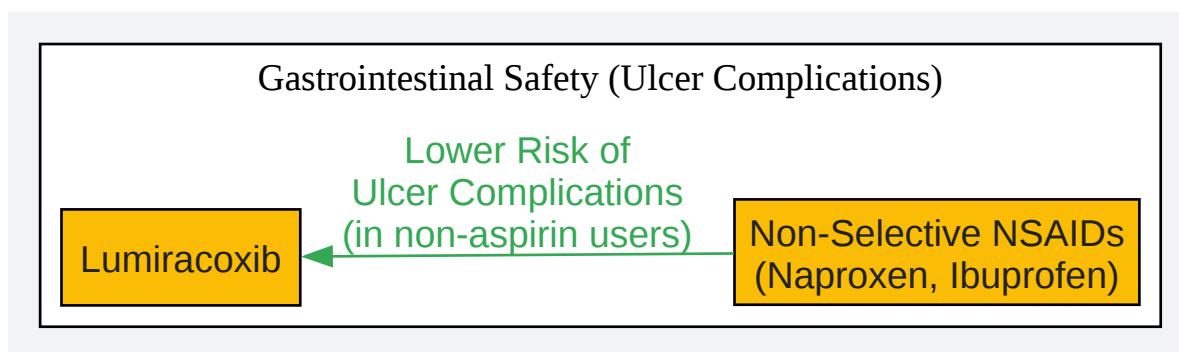 Gastrointestinal Safety (Ulcer Complications)
Lower Risk of
Ulcer Complications
(in non-aspirin users)
Lumiracoxib
Non-Selective NSAIDs
(Naproxen, Ibuprofen)